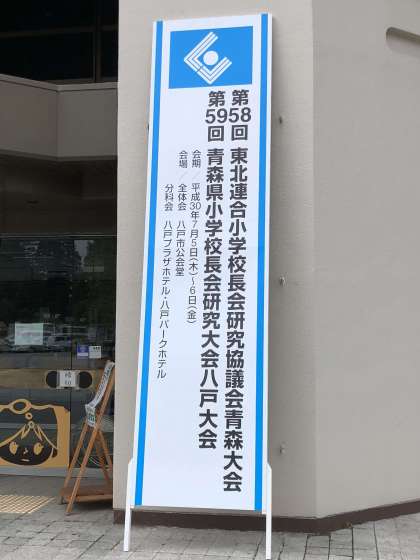 第58回 東北連合小学校長会研究協議会青森大会
第59回 青森県小学校長会研究大会八戸大会
会期／平成30年7月5日(木)～6日(金)
会場／全体会 八戸市公会堂
分科会 八戸プラザホテル・八戸パークホテル